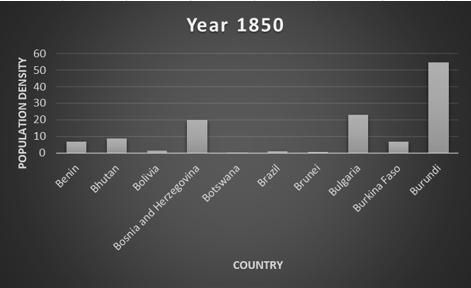 Year 1850
POPULATION DENSITY
60
50
40
30
20
10
0
Benin
Bhutan
Bolivia
Bosnia and Herzegovina
Botswana
Brazil
Brunei
Bulgaria
Burkina Faso
Burundi
COUNTRY